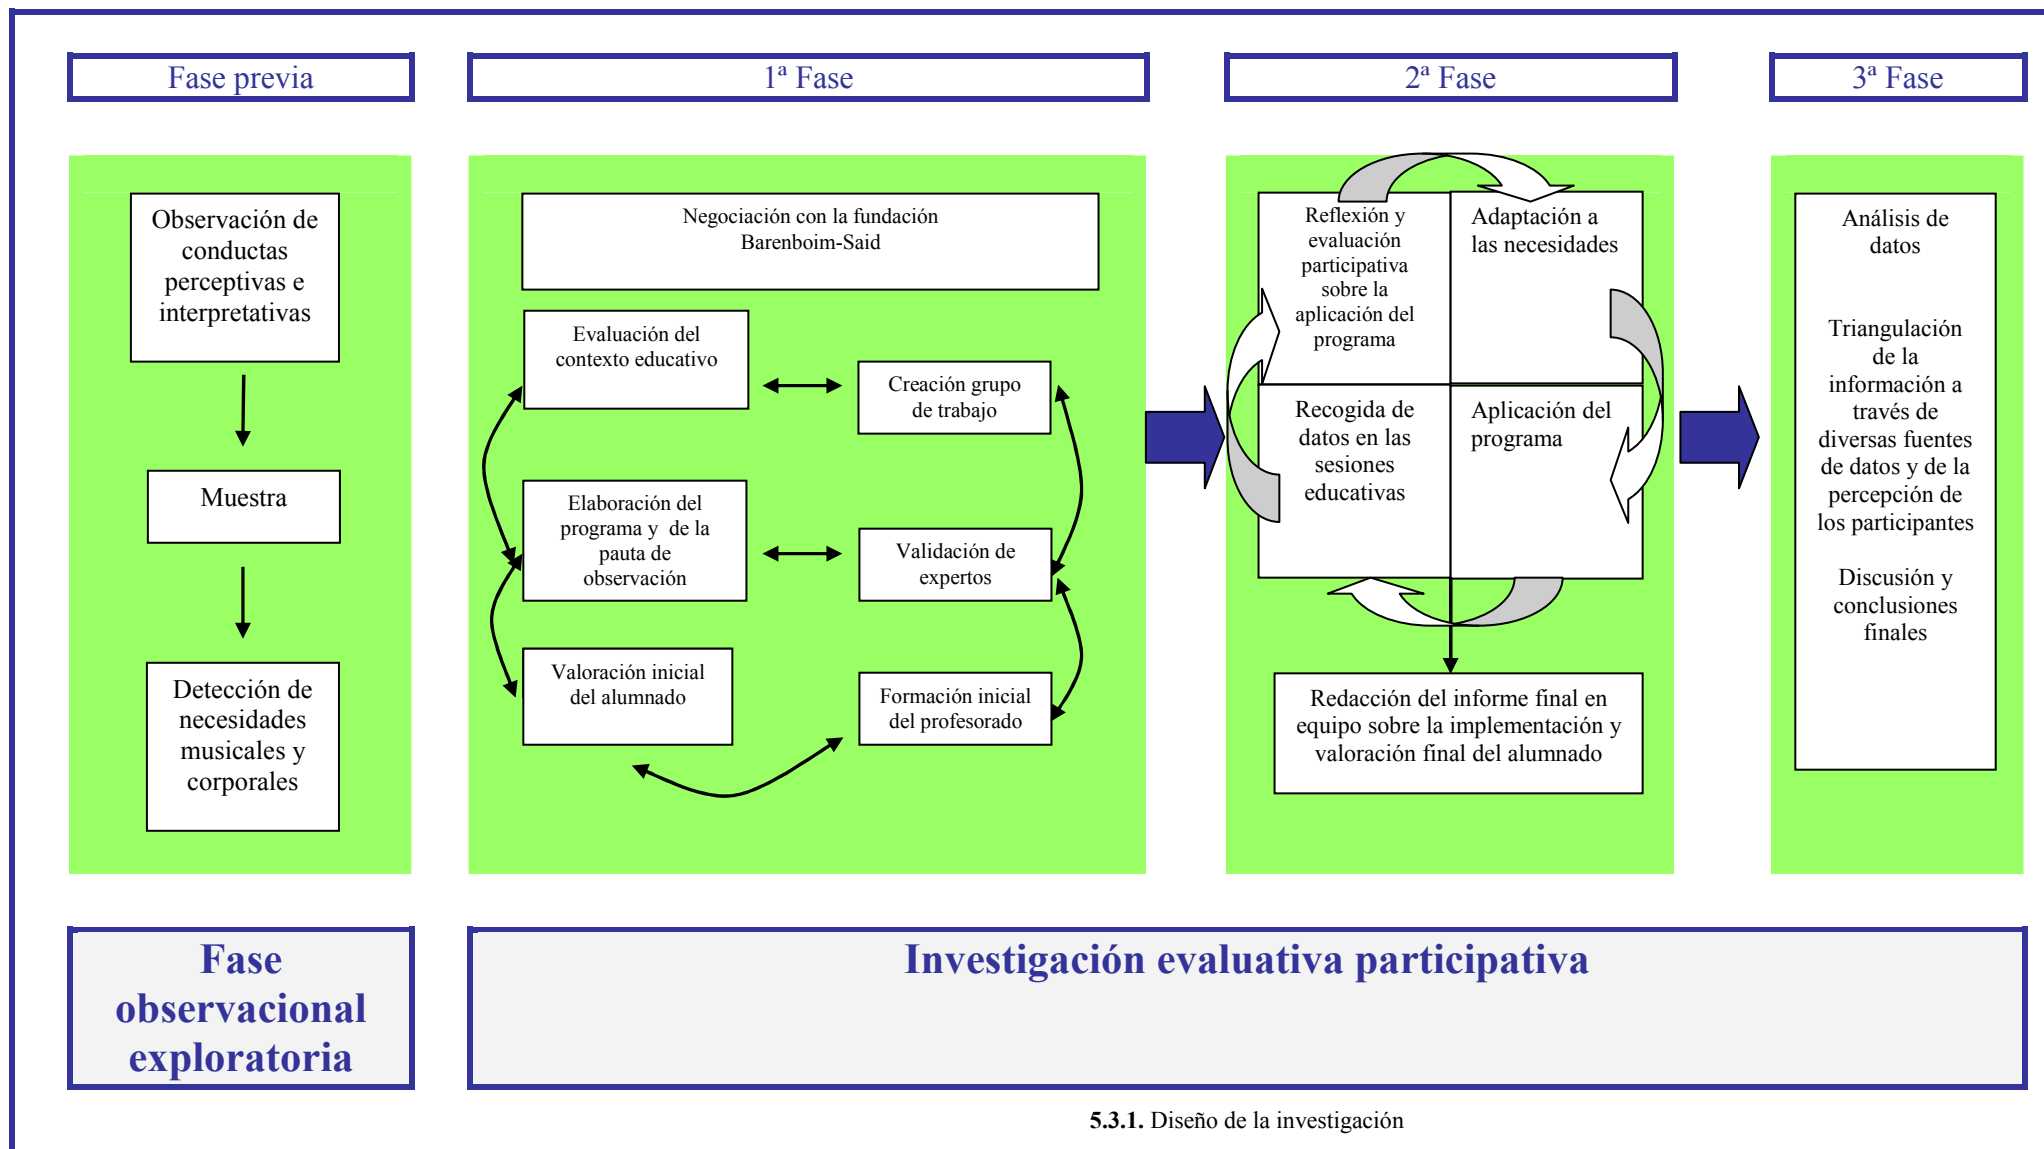 Fase previa
1ª Fase
2ª Fase
3ª Fase
Observación de
conductas
perceptivas e
interpretativas
Muestra
Detección de
necesidades
musicales y
corporales
Negociación con la fundación
Barenboim-Said
Evaluación del
contexto educativo
Creación grupo
de trabajo
Elaboración del
programa y  de la
pauta de
observación
Validación de
expertos
Valoración inicial
del alumnado
Formación inicial
del profesorado
Reflexión y
evaluación
participativa
sobre la
aplicación del
programa
Adaptación a
las necesidades
Recogida de
datos en las
sesiones
educativas
Aplicación del
programa
Redacción del informe final en
equipo sobre la implementación y
valoración final del alumnado
Análisis de
datos
Triangulación
de la
información a
través de
diversas fuentes
de datos y de la
percepción de
los participantes
Discusión y
conclusiones
finales
Fase
observacional
exploratoria
Investigación evaluativa participativa
5.3.1. Diseño de la investigación